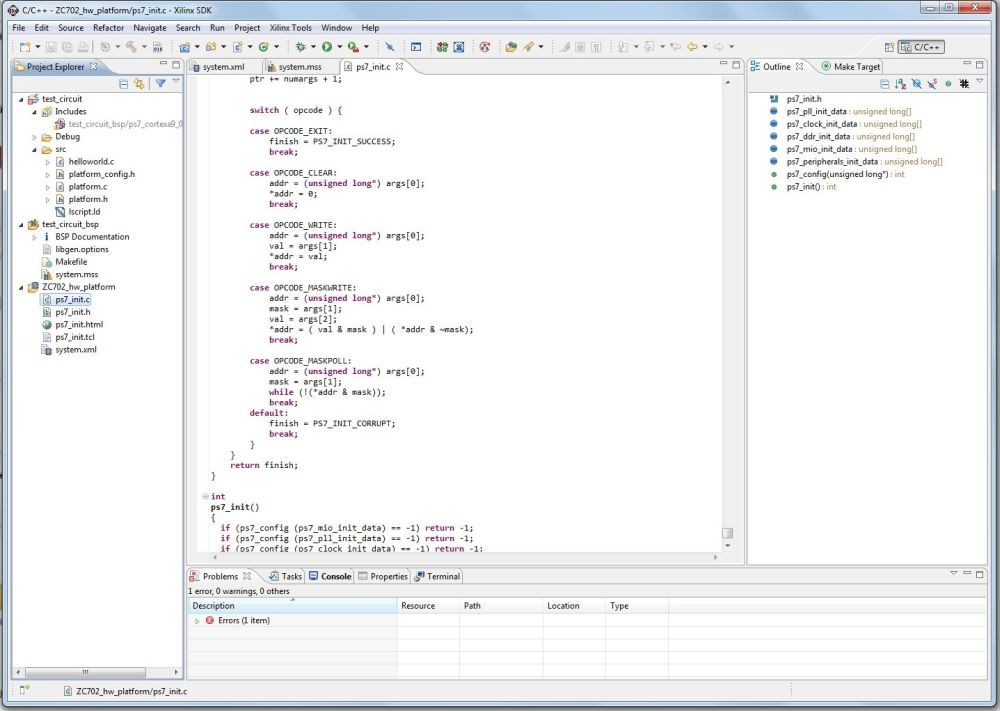 C/C++ - ZC702_hw_platform/ps7_init.c - Xilinx SDK
File Edit Source Refactor Navigate Search Run Project Xilinx Tools Window Help
C/C++
Project Explorer
test_circuit
Includes
test_circuit_bsp/ps7_cortexa9_0
Debug
src
helloworld.c
platform_config.h
platform.c
platform.h
lscript.ld
test_circuit_bsp
BSP Documentation
libgen.options
Makefile
system.mss
ZC702_hw_platform
ps7_init.c
ps7_init.h
ps7_init.html
ps7_init.tcl
system.xml
system.xml system.mss ps7_init.c
ptr += numargs + 1;
switch ( opcode ) {
case OPCODE_EXIT:
finish = PS7_INIT_SUCCESS;
break;
case OPCODE_CLEAR:
addr = (unsigned long*) args[0];
*addr = 0;
break;
case OPCODE_WRITE:
addr = (unsigned long*) args[0];
val = args[1];
*addr = val;
break;
case OPCODE_MASKWRITE:
addr = (unsigned long*) args[0];
mask = args[1];
val = args[2];
*addr = ( val & mask ) | ( *addr & ~mask);
break;
case OPCODE_MASKPOLL:
addr = (unsigned long*) args[0];
mask = args[1];
while (!(*addr & mask));
break;
default:
finish = PS7_INIT_CORRUPT;
break;
}
}
return finish;
}
int
ps7_init()
{
if (ps7_config (ps7_mio_init_data) == -1) return -1;
if (ps7_config (ps7_pll_init_data) == -1) return -1;
if (ps7_config (ps7_clock_init_data) == -1) return -1;
Outline Make Target
ps7_init.h
ps7_pll_init_data : unsigned long[]
ps7_clock_init_data : unsigned long[]
ps7_ddr_init_data : unsigned long[]
ps7_mio_init_data : unsigned long[]
ps7_peripherals_init_data : unsigned long[]
ps7_config(unsigned long*) : int
ps7_init() : int
Problems Tasks Console Properties Terminal
1 error, 0 warnings, 0 others
Description Resource Path Location Type
Errors (1 item)
ZC702_hw_platform/ps7_init.c